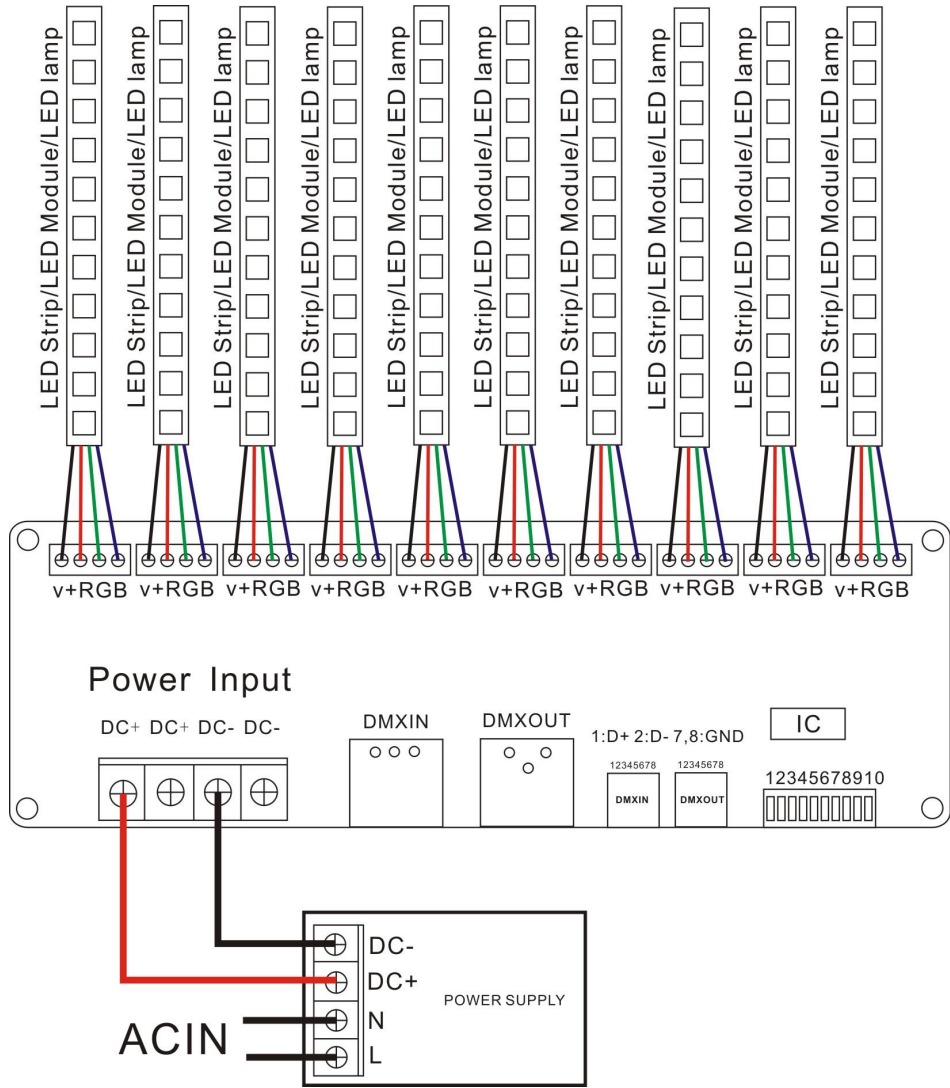 LED Strip/LED Module/LED lamp
LED Strip/LED Module/LED lamp
LED Strip/LED Module/LED lamp
LED Strip/LED Module/LED lamp
LED Strip/LED Module/LED lamp
LED Strip/LED Module/LED lamp
LED Strip/LED Module/LED lamp
LED Strip/LED Module/LED lamp
LED Strip/LED Module/LED lamp
LED Strip/LED Module/LED lamp
v+RGB v+RGB v+RGB v+RGB v+RGB v+RGB v+RGB v+RGB v+RGB v+RGB
Power Input
DC+ DC+ DC- DC-
DMXIN
DMXOUT
1:D+ 2:D- 7,8:GND
IC
12345678 12345678
DMXIN DMXOUT
12345678910
DC-
DC+
POWER SUPPLY
N
ACIN
L